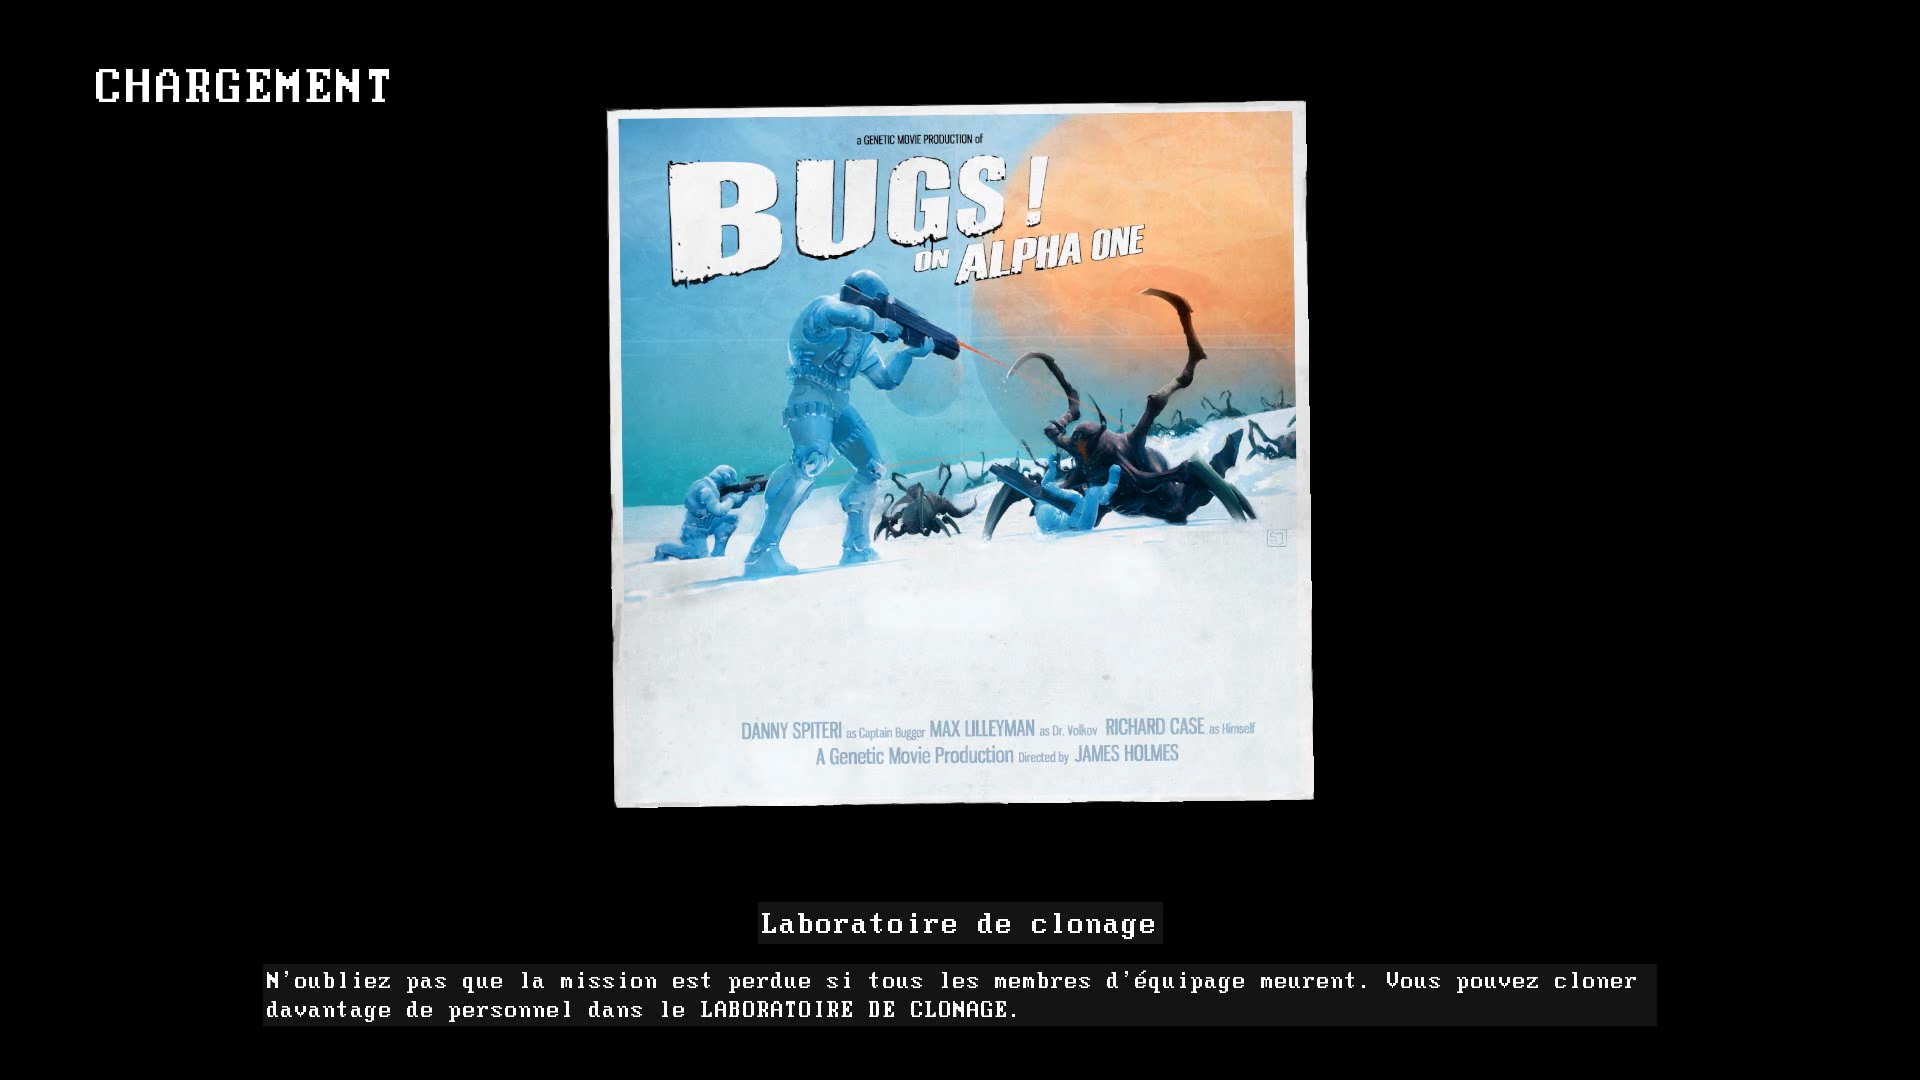 CHARGEMENT
a GENETIC MOVIE PRODUCTION of
BUGS!
ON ALPHA ONE
SJ
DANNY SPITERI as Captain Bugger MAX LILLEYMAN as Dr. Volkov RICHARD CASE as Himself
A Genetic Movie Production Directed by JAMES HOLMES
Laboratoire de clonage
N'oubliez pas que la mission est perdue si tous les membres d'équipage meurent. Vous pouvez cloner
davantage de personnel dans le LABORATOIRE DE CLONAGE.